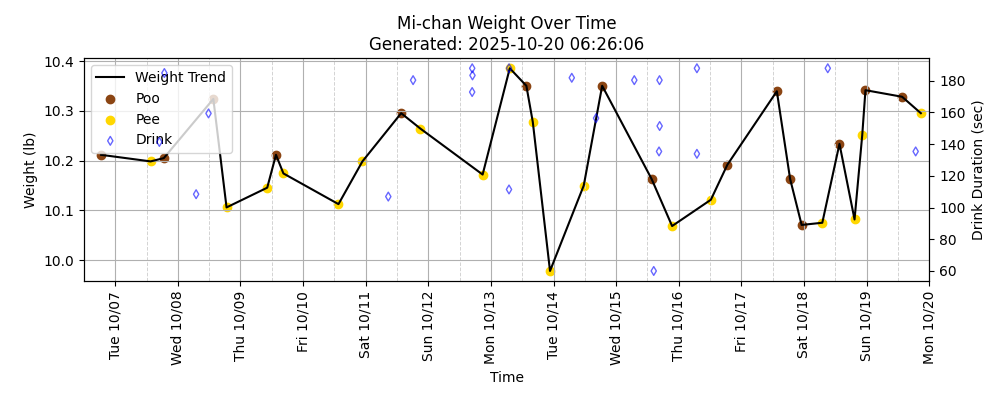 Mi-chan Weight Over Time
Generated: 2025-10-20 06:26:06
Weight Trend
Poo
Pee
Drink
Weight (lb)
10.4
10.3
10.2
10.1
10.0
Drink Duration (sec)
180
160
140
120
100
80
60
Tue 10/07
Wed 10/08
Thu 10/09
Fri 10/10
Sat 10/11
Sun 10/12
Mon 10/13
Tue 10/14
Wed 10/15
Thu 10/16
Fri 10/17
Sat 10/18
Sun 10/19
Mon 10/20
Time